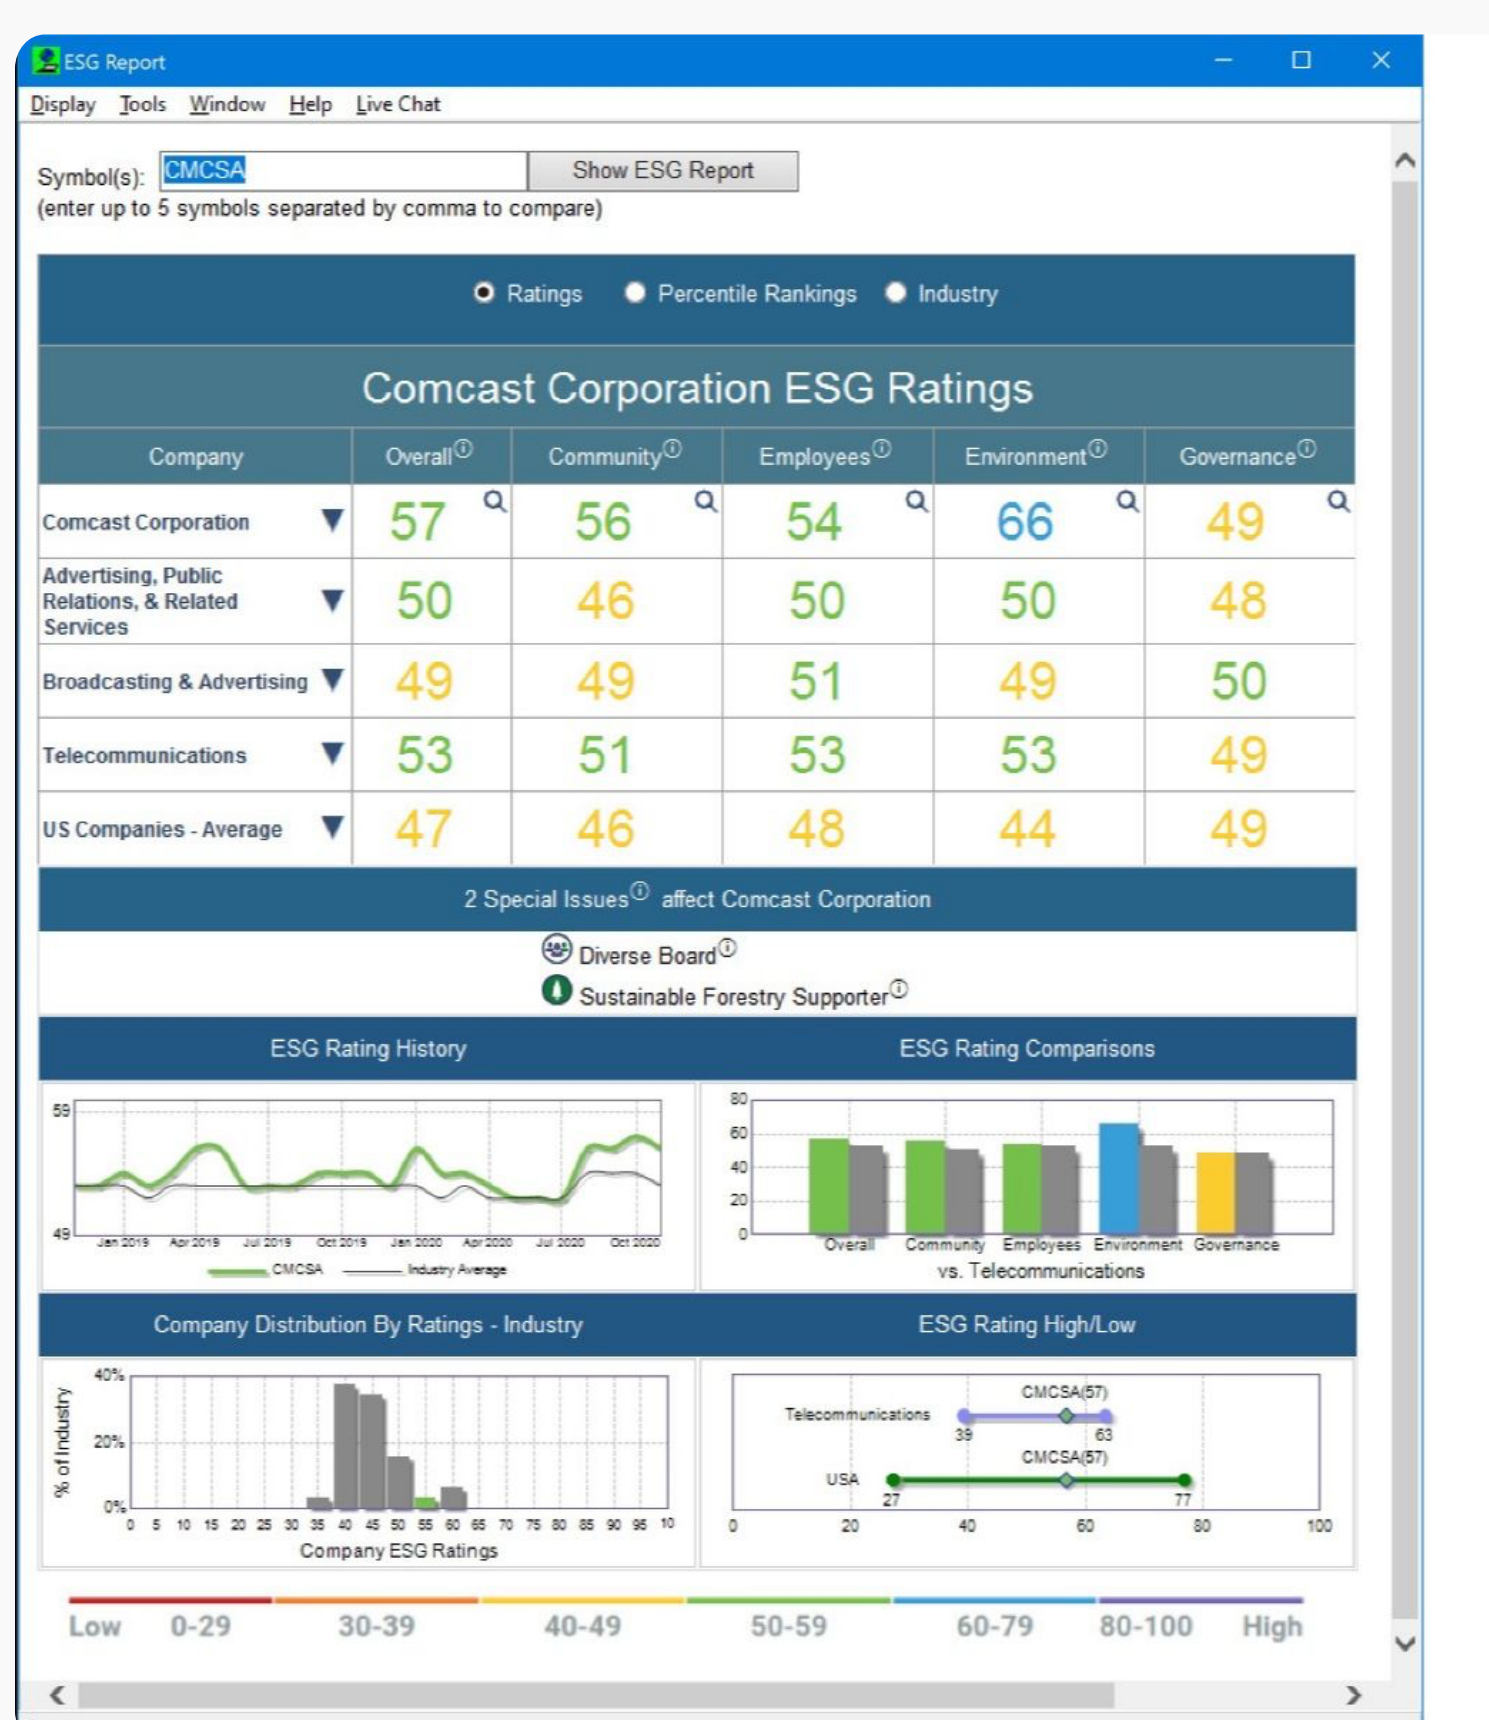 ESG Report
Display Tools Window Help Live Chat
Symbol(s): CMCSA Show ESG Report
(enter up to 5 symbols separated by comma to compare)
Ratings Percentile Rankings Industry
Comcast Corporation ESG Ratings
Company Overall Community Employees Environment Governance
Comcast Corporation 57 56 54 66 49
Advertising, Public
Relations, & Related
Services
50 46 50 50 48
Broadcasting & Advertising 49 49 51 49 50
Telecommunications 53 51 53 53 49
US Companies - Average 47 46 48 44 49
2 Special Issues affect Comcast Corporation
Diverse Board
Sustainable Forestry Supporter
ESG Rating History
59
49
Jan 2019 Apr 2019 Jul 2019 Oct 2019 Jan 2020 Apr 2020 Jul 2020 Oct 2020
CMCSA Industry Average
ESG Rating Comparisons
80
60
40
20
0
Overall Community Employees Environment Governance
vs. Telecommunications
Company Distribution By Ratings - Industry
% of Industry
40%
20%
0%
0 5 10 15 20 25 30 35 40 45 50 55 60 65 70 75 80 85 90 95 10
Company ESG Ratings
ESG Rating High/Low
CMCSA(57)
Telecommunications
39 63
CMCSA(57)
USA
27 77
0 20 40 60 80 100
Low 0-29 30-39 40-49 50-59 60-79 80-100 High